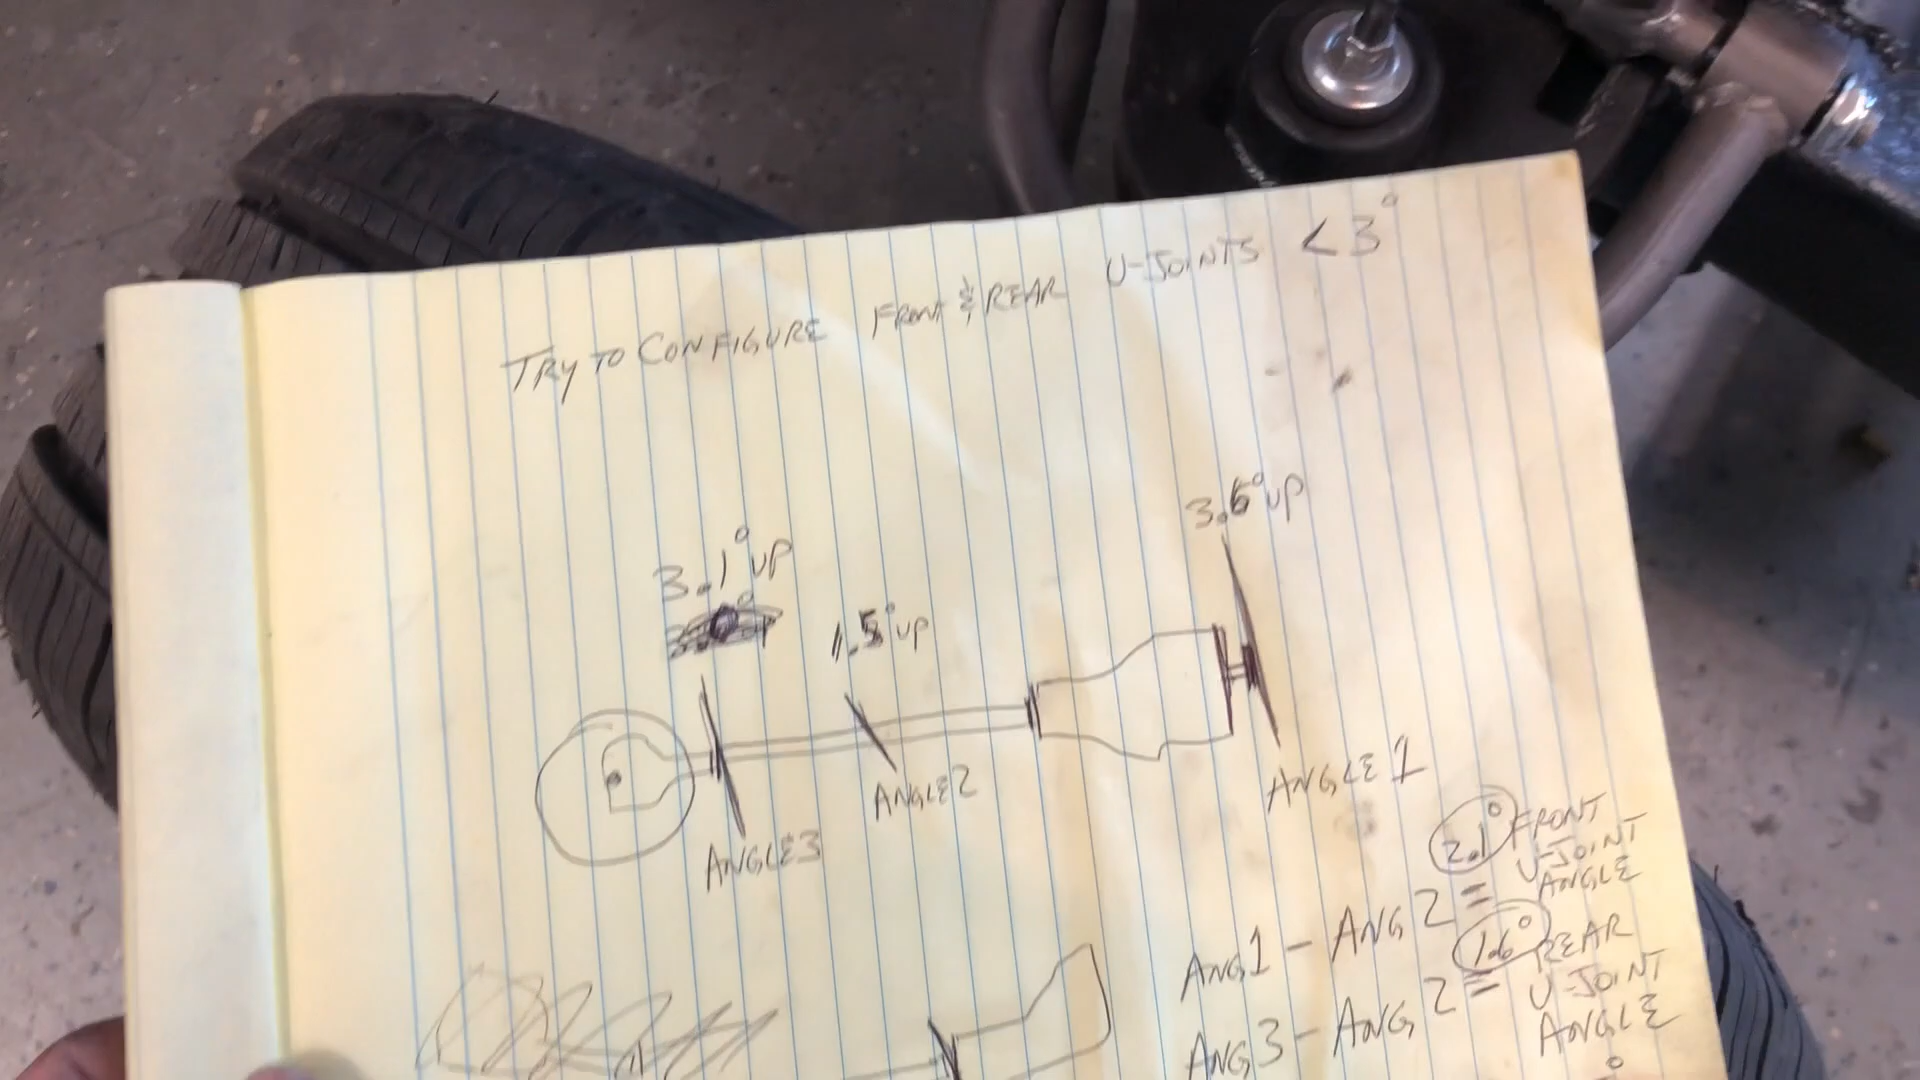 TRY TO CONFIGURE FRONT & REAR U-JOINTS < 3°
3.6° UP
3.1° UP
1.5° UP
ANGLE 1
ANGLE 2
ANGLE 3
ANG 1 - ANG 2 = 2.1° FRONT U-JOINT ANGLE
ANG 3 - ANG 2 = 1.6° REAR U-JOINT ANGLE